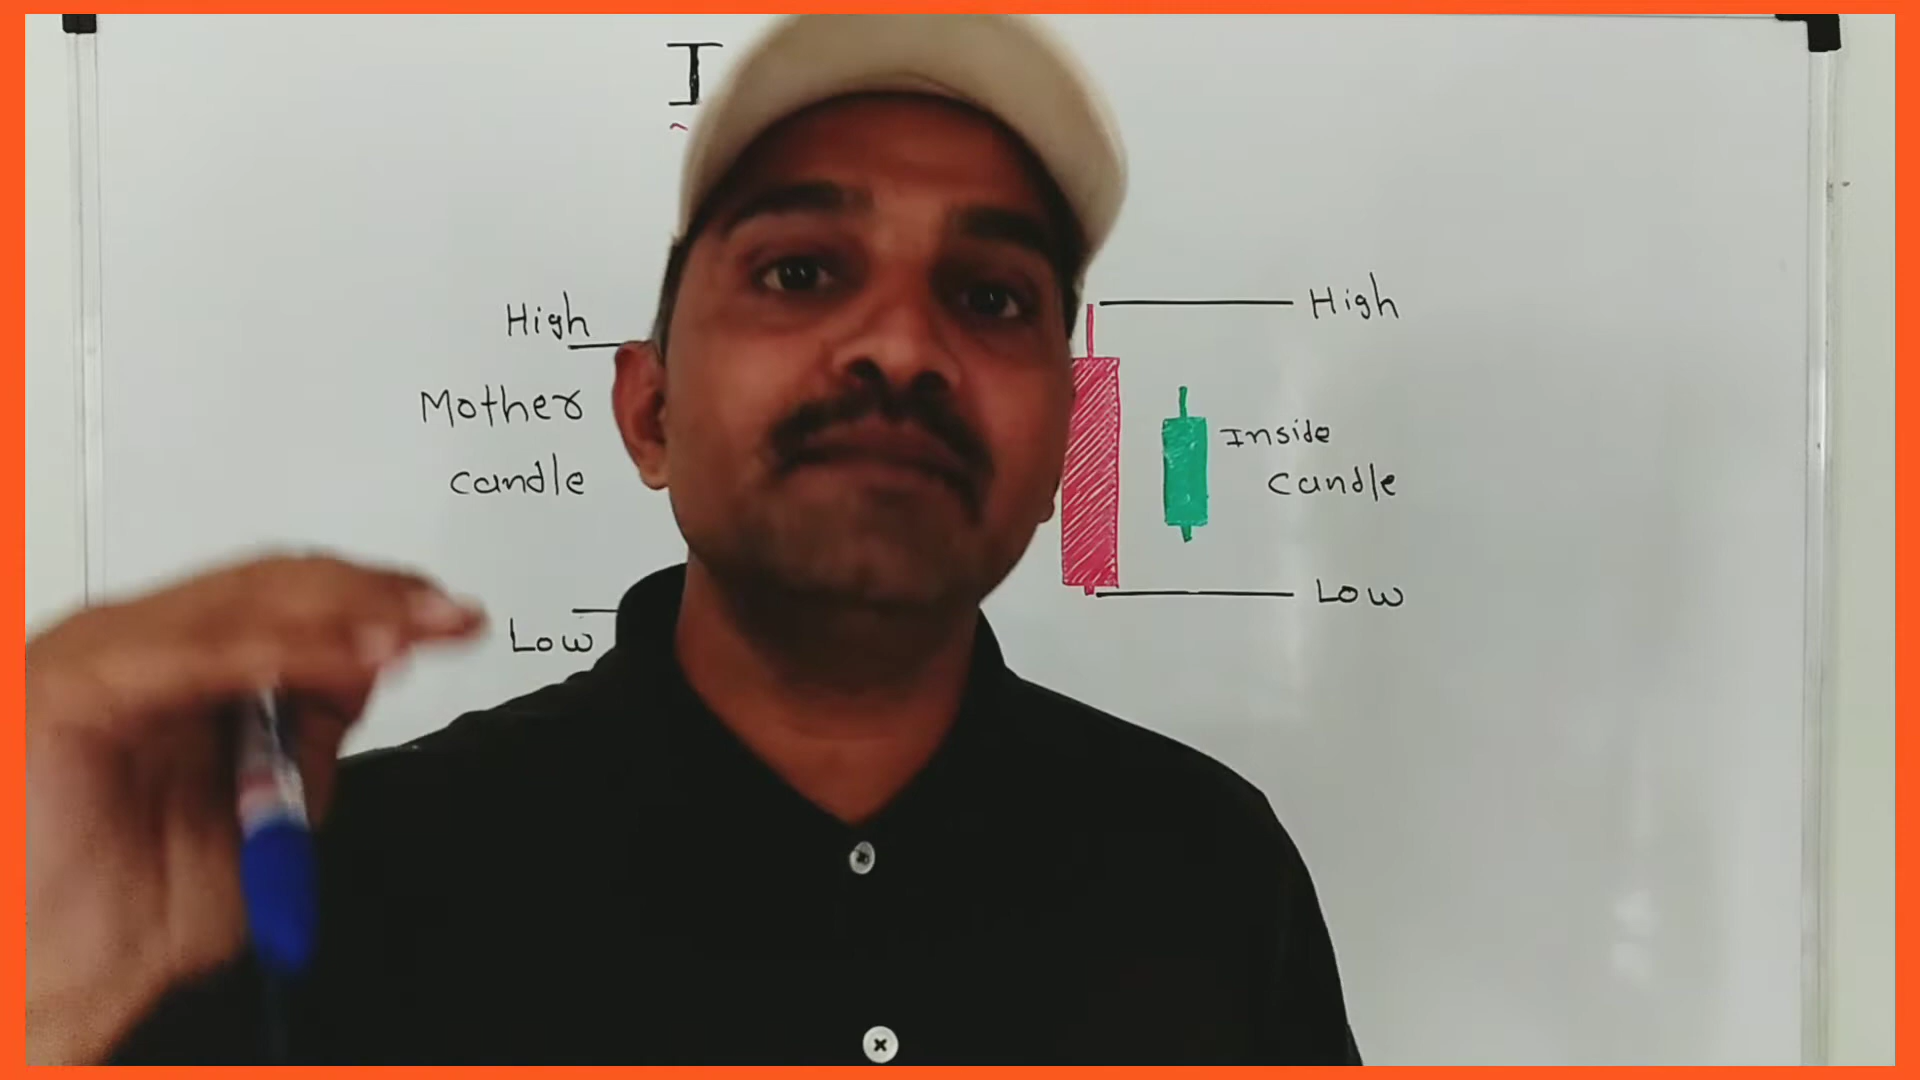 I
High
Mother
candle
Low
High
Inside
candle
Low